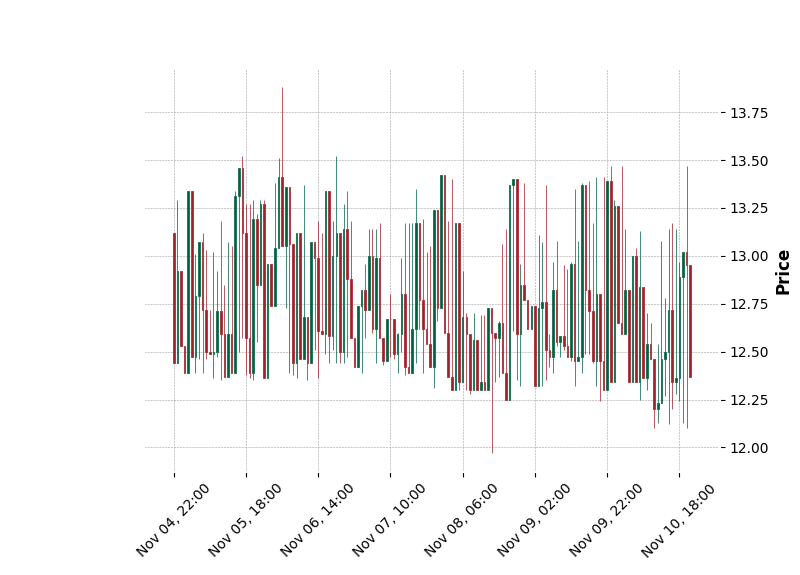 13.75
13.50
13.25
13.00
12.75
12.50
12.25
12.00
Price
Nov 04, 22:00
Nov 05, 18:00
Nov 06, 14:00
Nov 07, 10:00
Nov 08, 06:00
Nov 09, 02:00
Nov 09, 22:00
Nov 10, 18:00